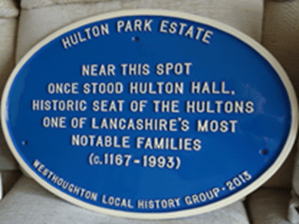 HULTON PARK ESTATE
NEAR THIS SPOT
ONCE STOOD HULTON HALL,
HISTORIC SEAT OF THE HULTONS
ONE OF LANCASHIRE'S MOST
NOTABLE FAMILIES
(c.1167-1993)
WESTHOUGHTON LOCAL HISTORY GROUP - 2013